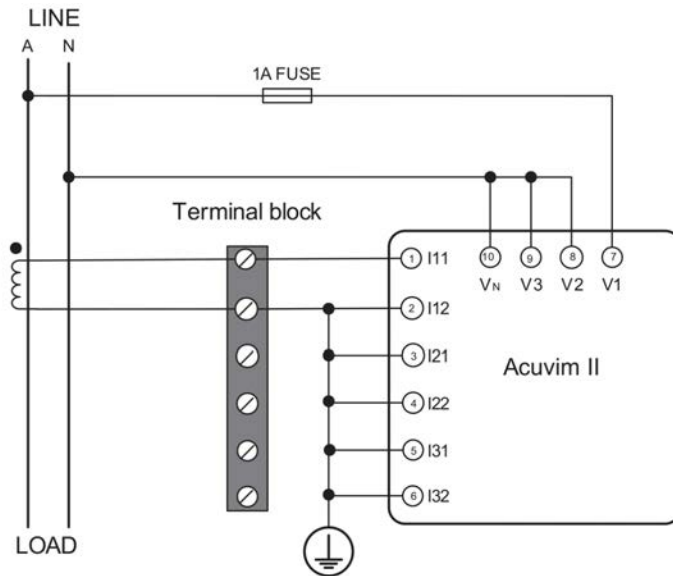 LINE
A N
1A FUSE
Terminal block
10 9 8 7
VN V3 V2 V1
1 I11
2 I12
3 I21
4 I22
5 I31
6 I32
Acuvim II
LOAD